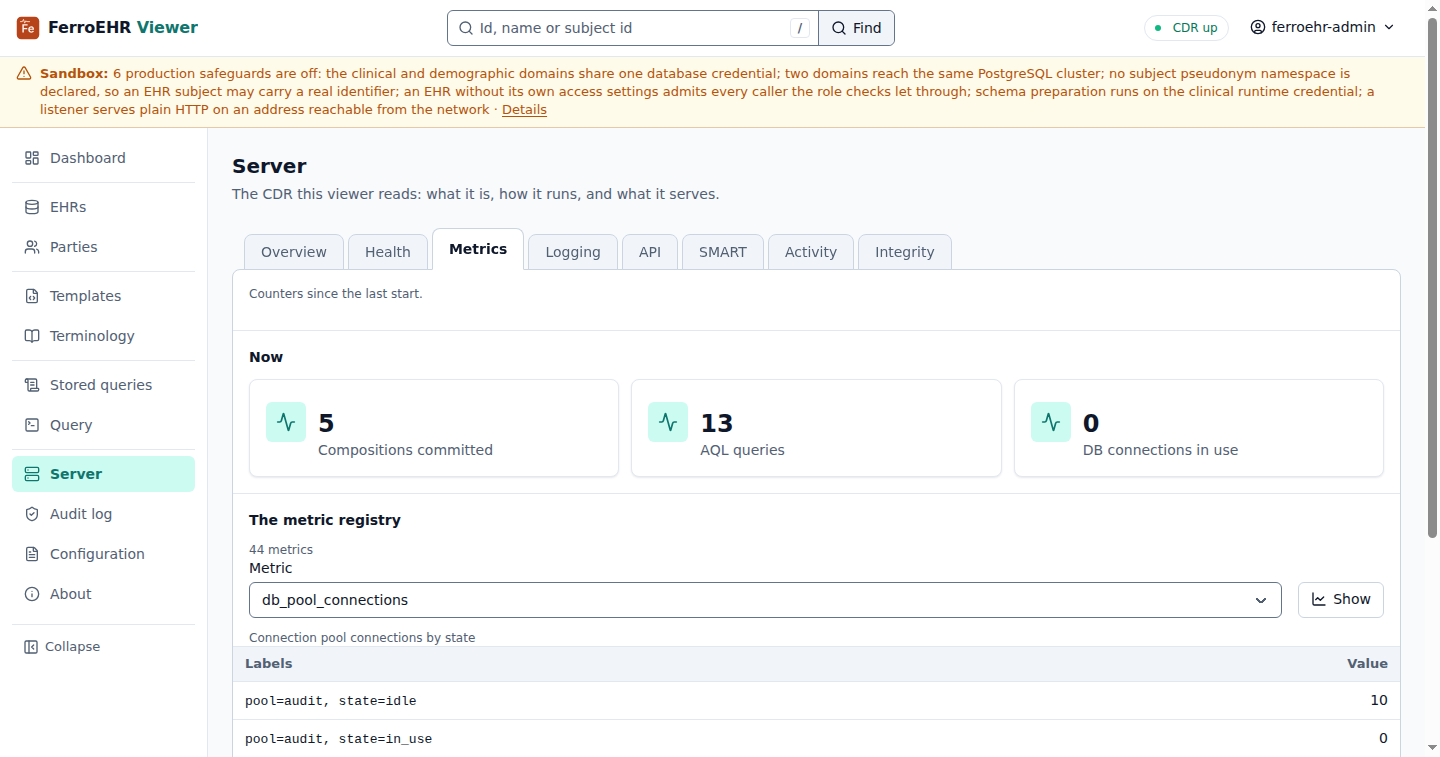 FerroEHR Viewer
Id, name or subject id
/
Find
CDR up
ferroehr-admin
Sandbox: 6 production safeguards are off: the clinical and demographic domains share one database credential; two domains reach the same PostgreSQL cluster; no subject pseudonym namespace is
declared, so an EHR subject may carry a real identifier; an EHR without its own access settings admits every caller the role checks let through; schema preparation runs on the clinical runtime credential; a
listener serves plain HTTP on an address reachable from the network · Details
Dashboard
EHRs
Parties
Templates
Terminology
Stored queries
Query
Server
Audit log
Configuration
About
Collapse
Server
The CDR this viewer reads: what it is, how it runs, and what it serves.
Overview
Health
Metrics
Logging
API
SMART
Activity
Integrity
Counters since the last start.
Now
5
Compositions committed
13
AQL queries
0
DB connections in use
The metric registry
44 metrics
Metric
db_pool_connections
Show
Connection pool connections by state
Labels Value
pool=audit, state=idle 10
pool=audit, state=in_use 0